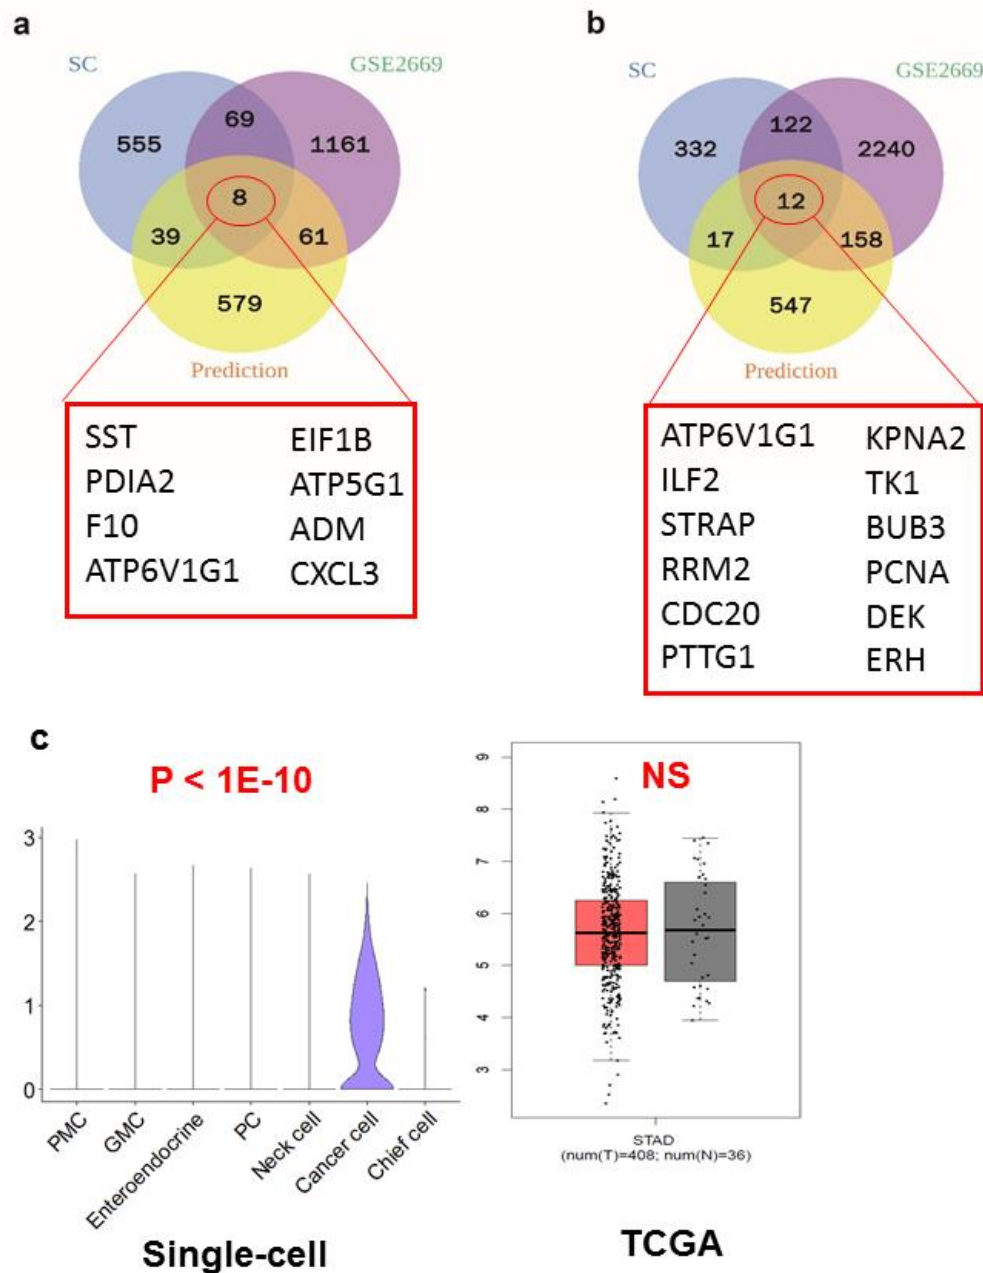 a
SC
GSE2669
69
555
1161
8
39
61
579
Prediction
SST EIF1B
PDIA2 ATP5G1
F10 ADM
ATP6V1G1 CXCL3
b
SC
GSE2669
122
332
2240
12
17
158
547
Prediction
ATP6V1G1 KPNA2
ILF2 TK1
STRAP BUB3
RRM2 PCNA
CDC20 DEK
PTTG1 ERH
c
P < 1E-10
3
2
1
0
PMC
GMC
Enteroendocrine
PC
Neck cell
Cancer cell
Chief cell
Single-cell
NS
9
8
7
6
5
4
3
STAD
(num(T)=408; num(N)=36)
TCGA